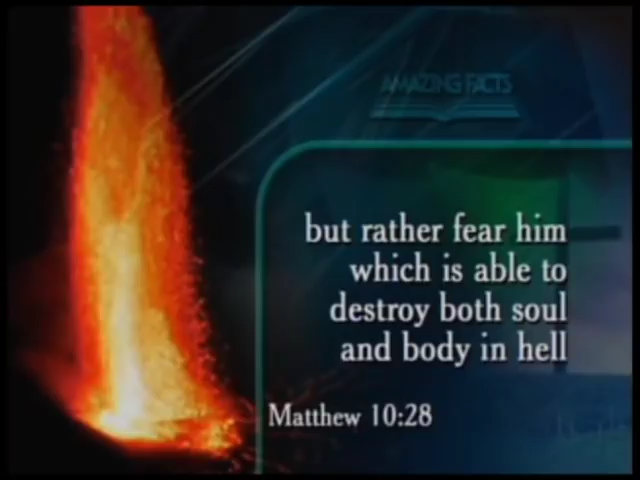 AMAZING FACTS
but rather fear him
which is able to
destroy both soul
and body in hell
Matthew 10:28